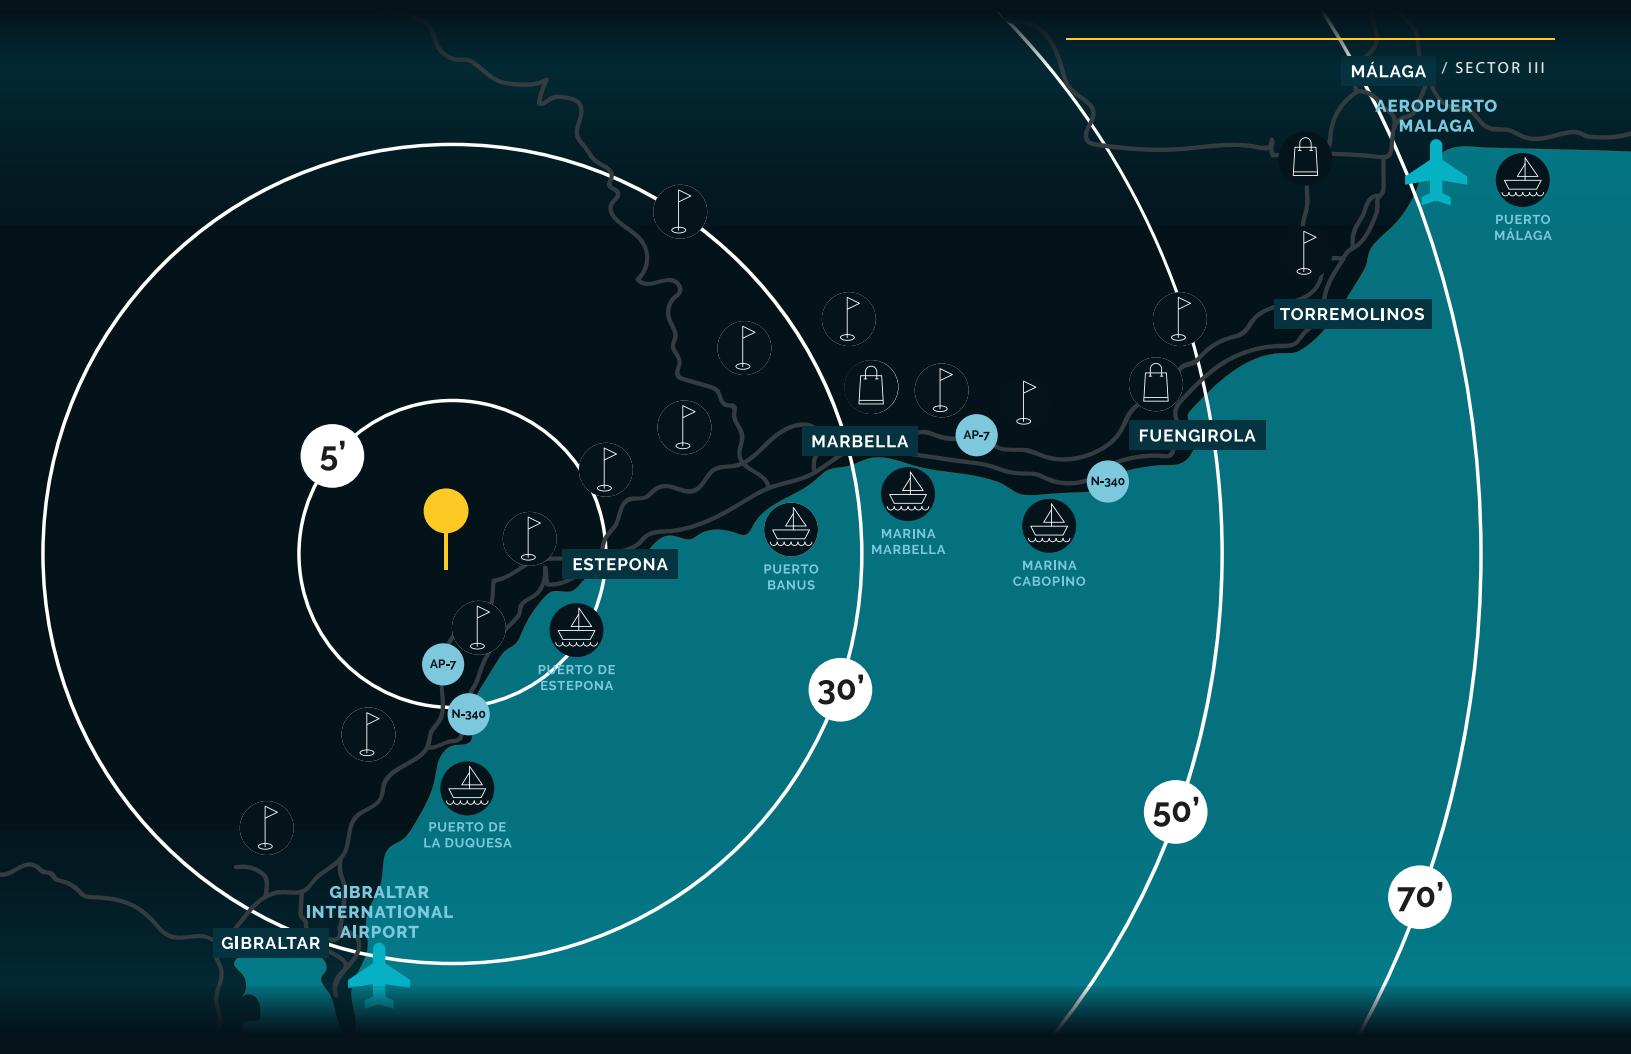 MÁLAGA / SECTOR III
AEROPUERTO
MALAGA
PUERTO
MÁLAGA
TORREMOLINOS
5’
MARBELLA
AP-7
FUENGIROLA
N-340
MARINA
MARBELLA
PUERTO
BANUS
MARINA
CABOPINO
ESTEPONA
PUERTO DE
ESTEPONA
AP-7
N-340
30’
50’
PUERTO DE
LA DUQUESA
70’
GIBRALTAR
INTERNATIONAL
AIRPORT
GIBRALTAR